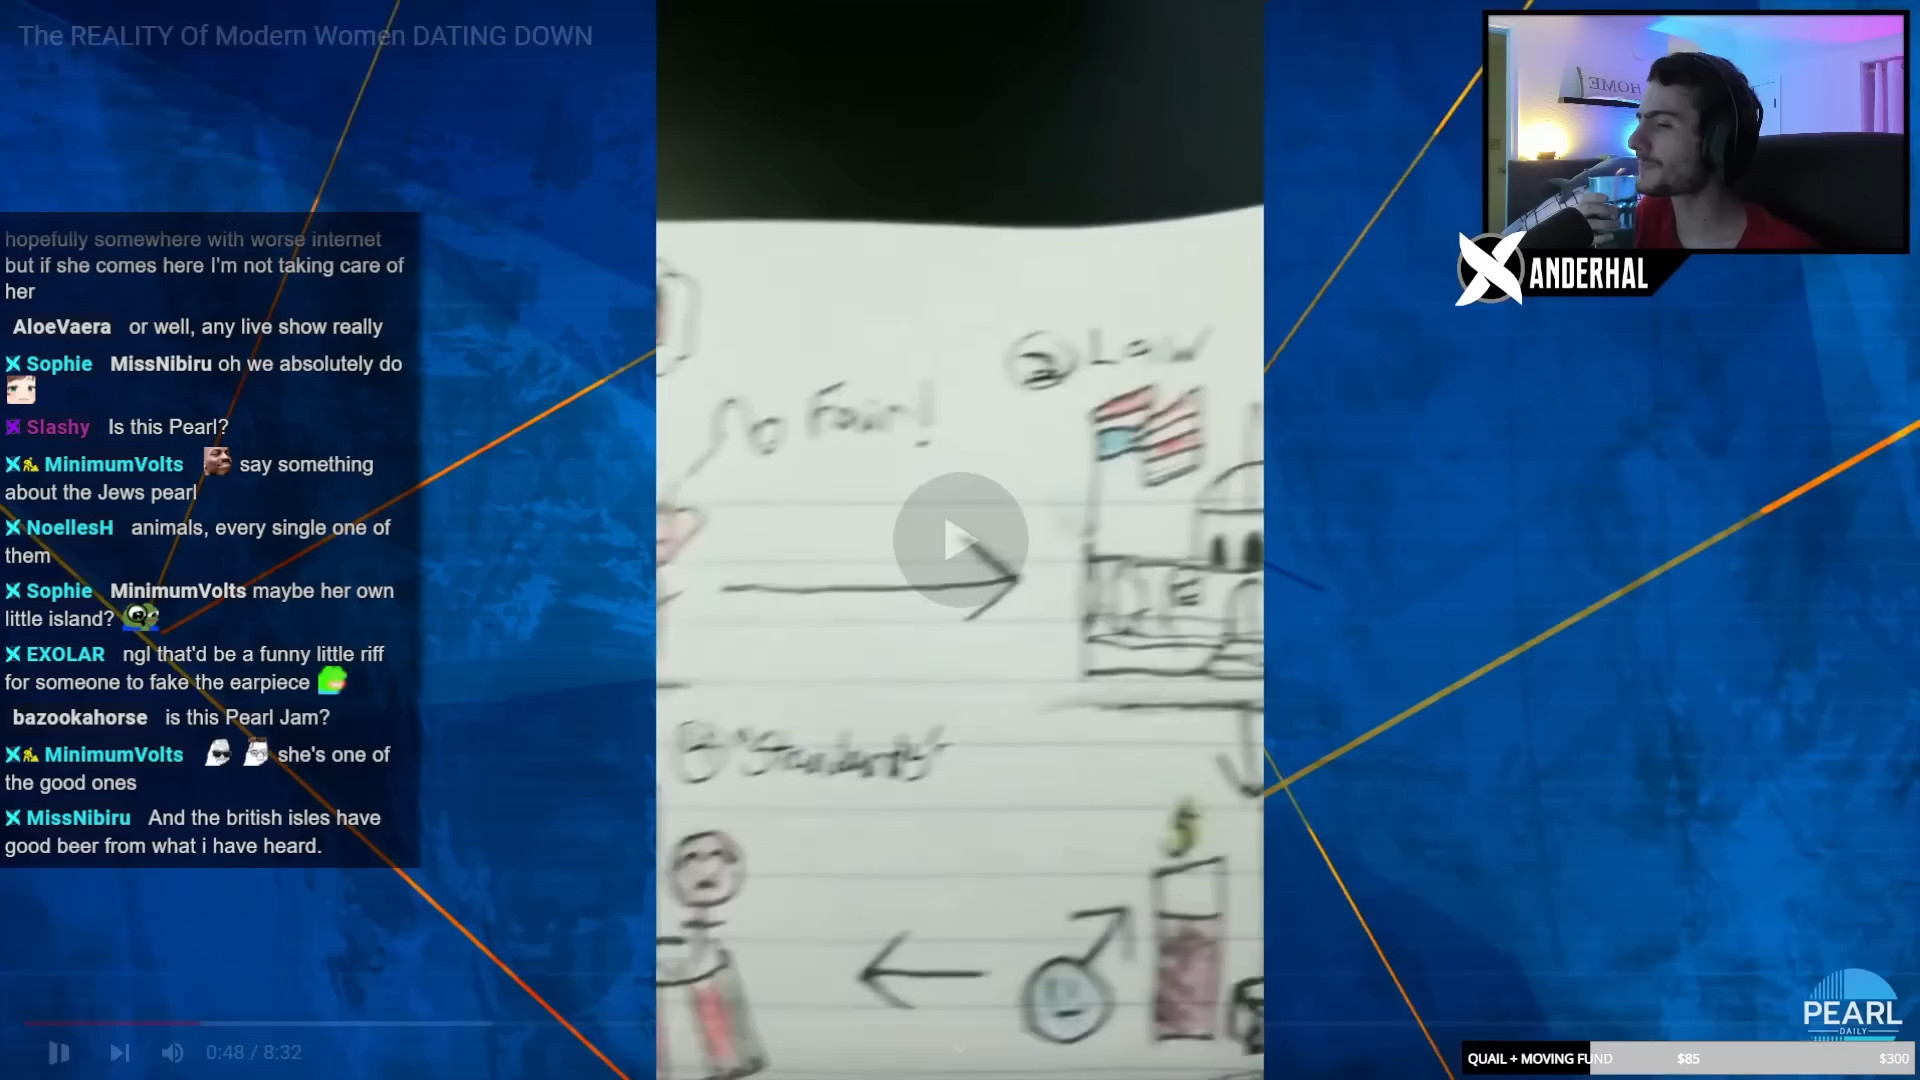 The REALITY Of Modern Women DATING DOWN
HOME
ANDERHAL
hopefully somewhere with worse internet
but if she comes here I'm not taking care of
her
AloeVaera or well, any live show really
Sophie MissNibiru oh we absolutely do
Slashy Is this Pearl?
MinimumVolts say something
about the Jews pearl
NoellesH animals, every single one of
them
Sophie MinimumVolts maybe her own
little island?
EXOLAR ngl that'd be a funny little riff
for someone to fake the earpiece
bazookahorse is this Pearl Jam?
MinimumVolts she's one of
the good ones
MissNibiru And the british isles have
good beer from what i have heard.
2 Law
No Fair!
"Standards"
$
0:48 / 8:32
PEARL
DAILY
QUAIL + MOVING FUND $85 $300